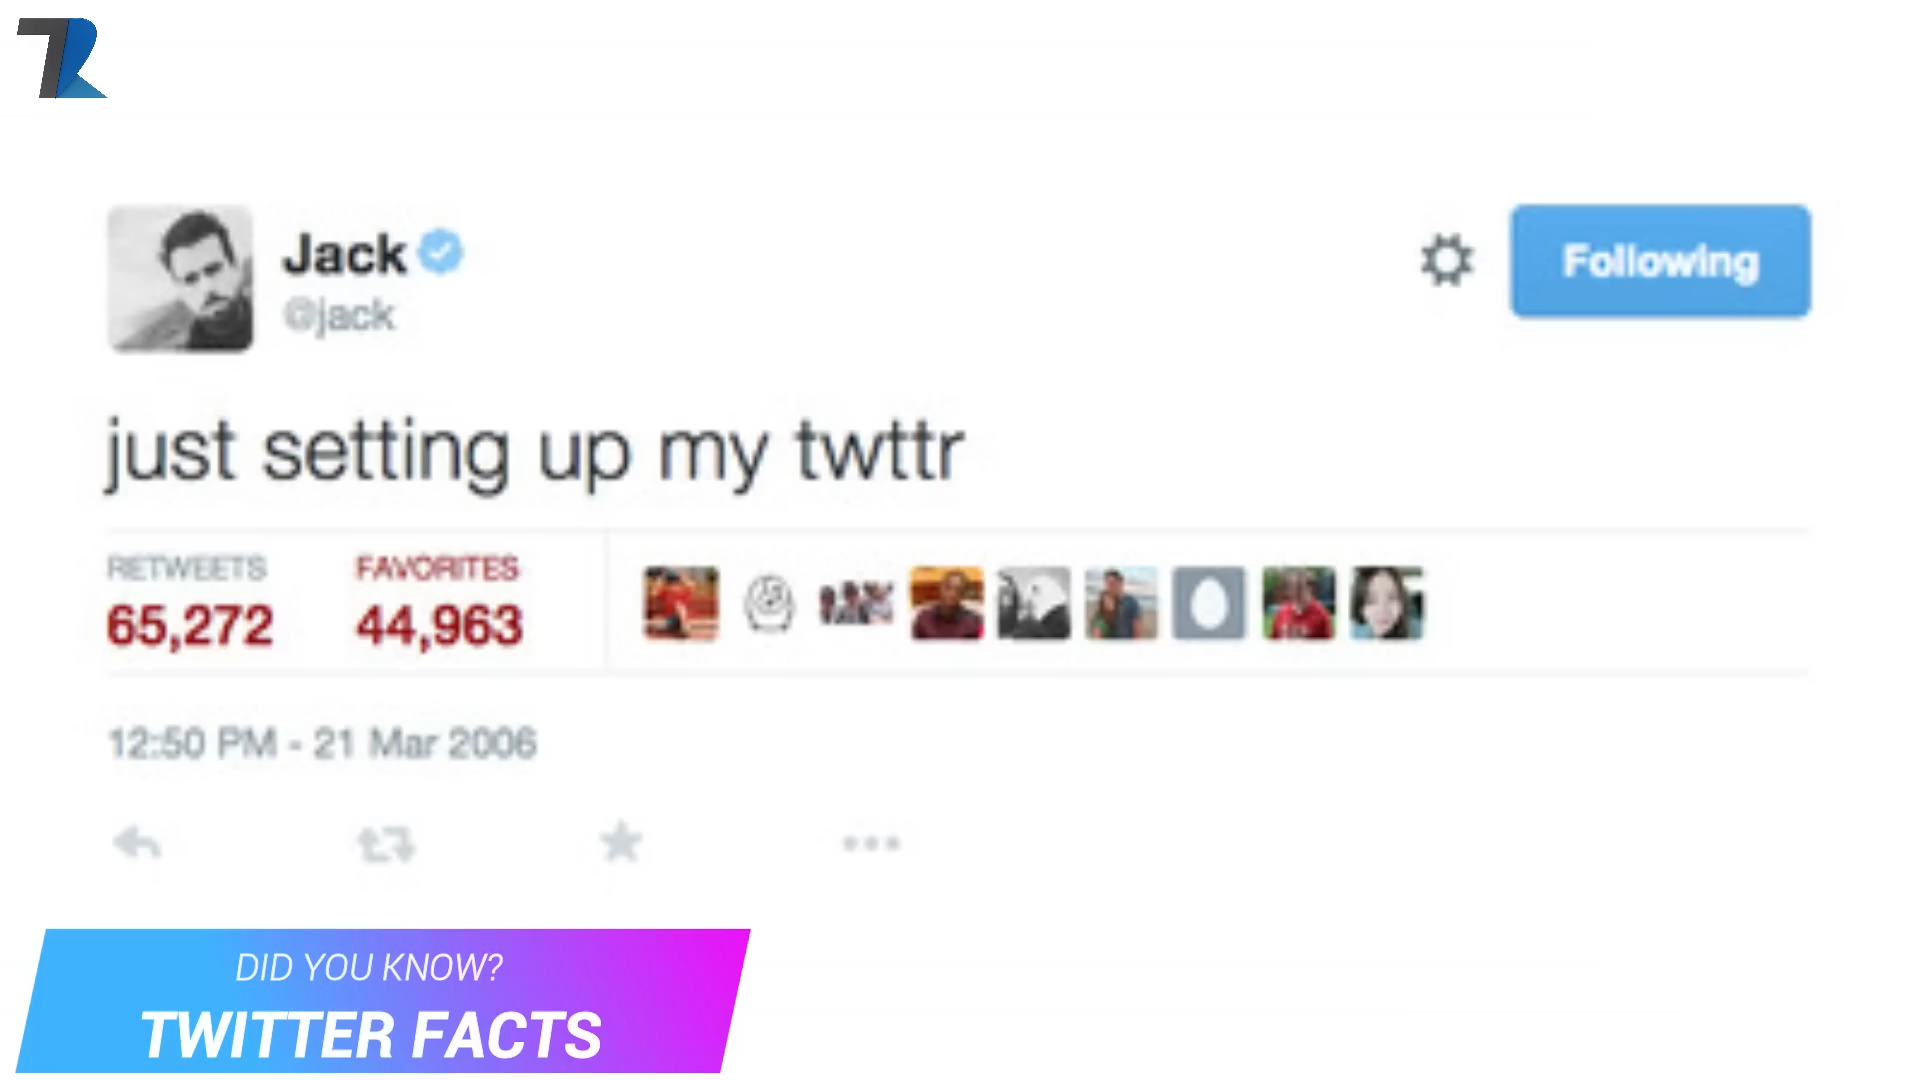 Jack
@jack
Following
just setting up my twttr
RETWEETS FAVORITES
65,272 44,963
12:50 PM - 21 Mar 2006
DID YOU KNOW?
TWITTER FACTS